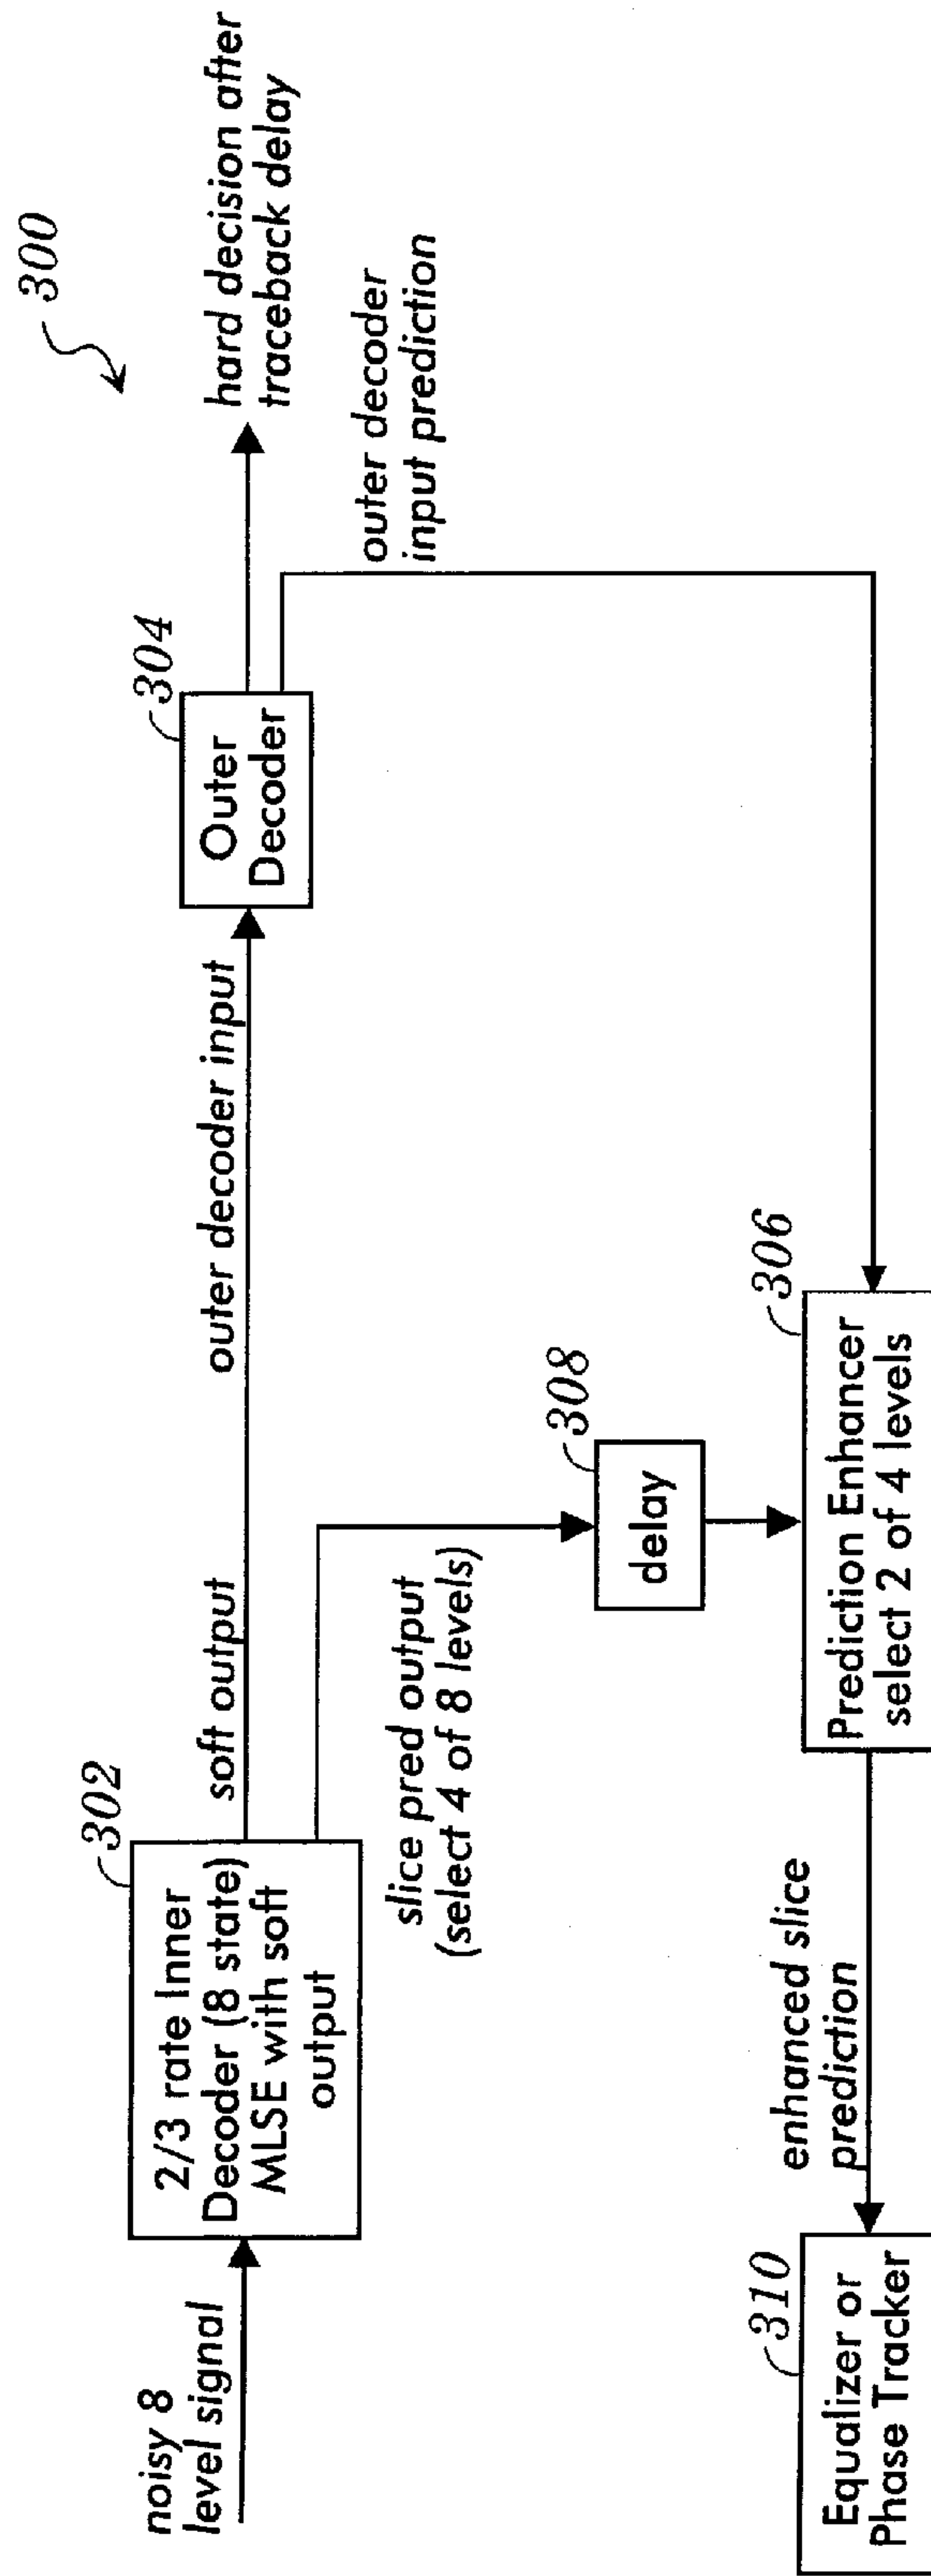 300
noisy 8
level signal
302
2/3 rate Inner
Decoder (8 state)
MLSE with soft
output
soft output
outer decoder input
304
Outer
Decoder
hard decision after
traceback delay
outer decoder
input prediction
slice pred output
(select 4 of 8 levels)
308
delay
306
Prediction Enhancer
select 2 of 4 levels
enhanced slice
prediction
310
Equalizer or
Phase Tracker